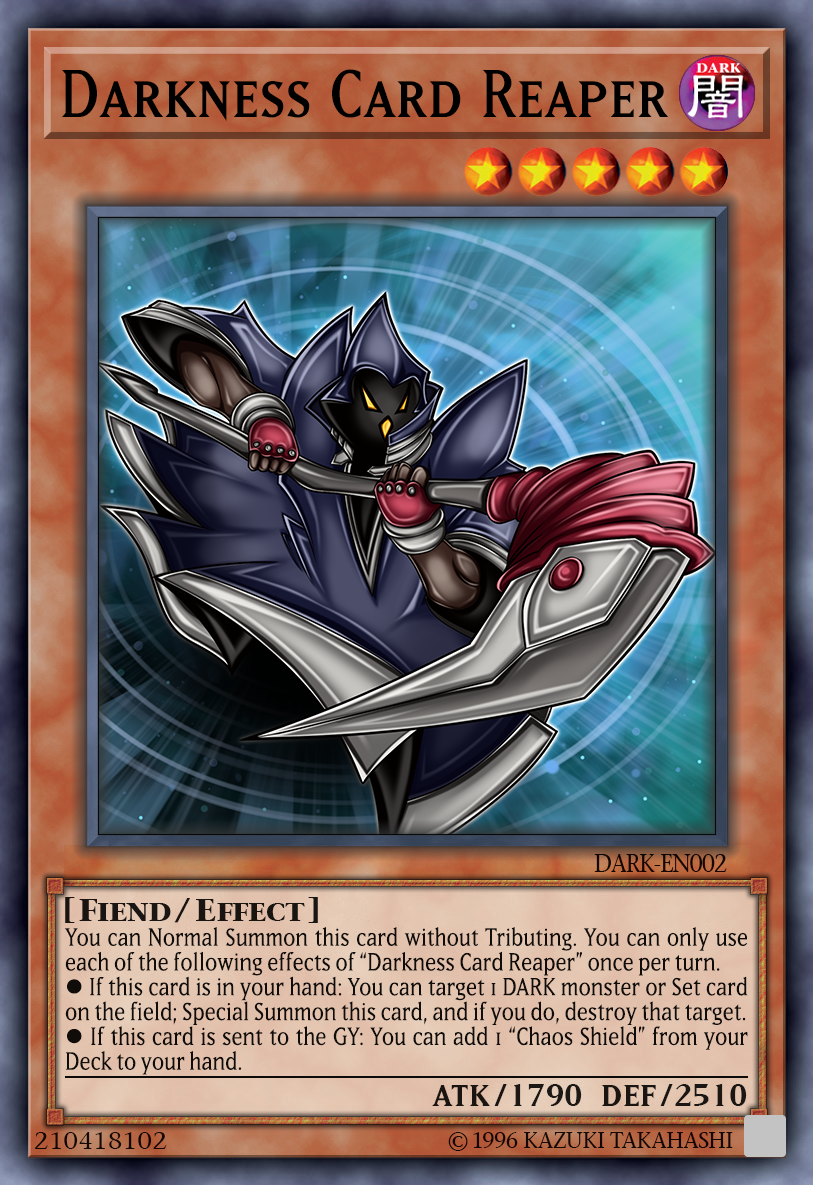 Darkness Card Reaper
DARK
闇
DARK-EN002
[ Fiend / Effect ]
You can Normal Summon this card without Tributing. You can only use
each of the following effects of “Darkness Card Reaper” once per turn.
● If this card is in your hand: You can target 1 DARK monster or Set card
on the field; Special Summon this card, and if you do, destroy that target.
● If this card is sent to the GY: You can add 1 “Chaos Shield” from your
Deck to your hand.
ATK/1790 DEF/2510
210418102
© 1996 KAZUKI TAKAHASHI